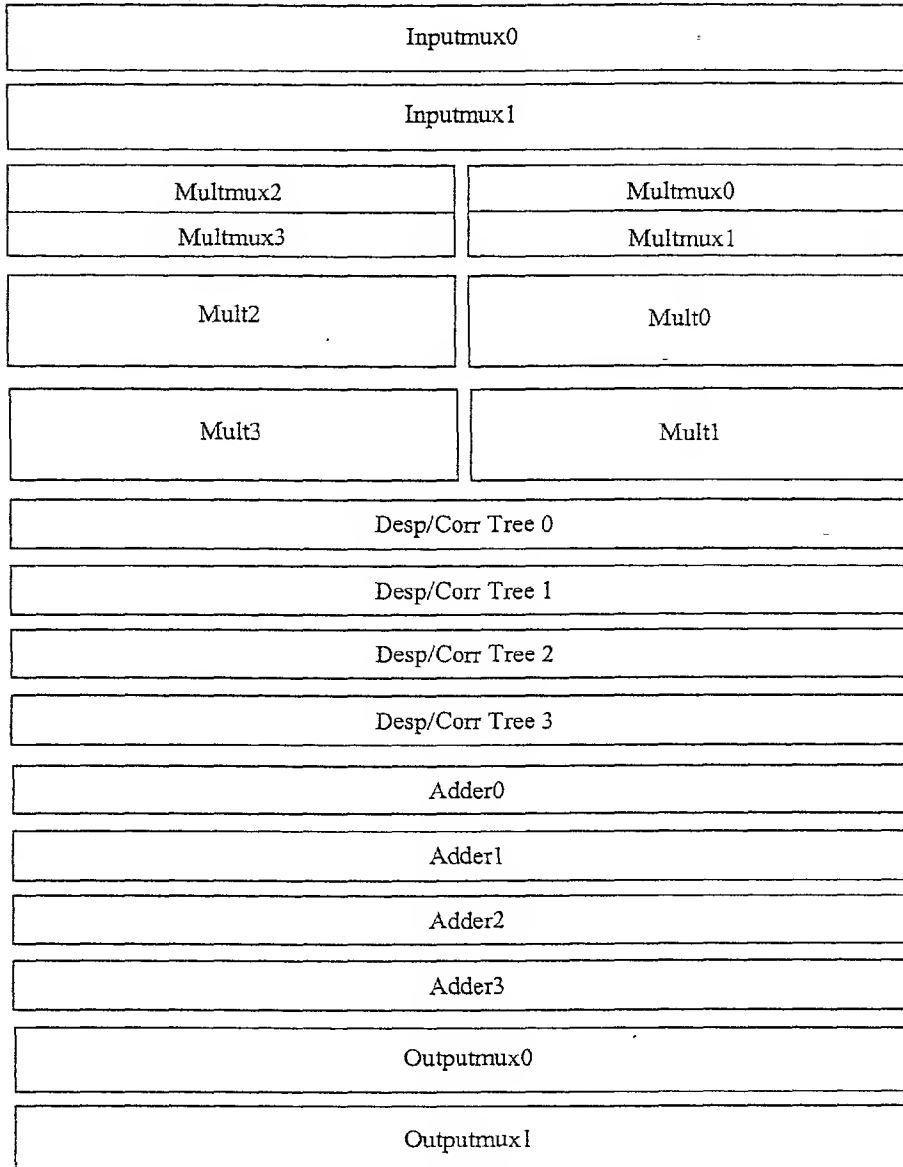 Inputmux0
Inputmux1
Multmux2 Multmux0
Multmux3 Multmux1
Mult2 Mult0
Mult3 Mult1
Desp/Corr Tree 0
Desp/Corr Tree 1
Desp/Corr Tree 2
Desp/Corr Tree 3
Adder0
Adder1
Adder2
Adder3
Outputmux0
Outputmux1